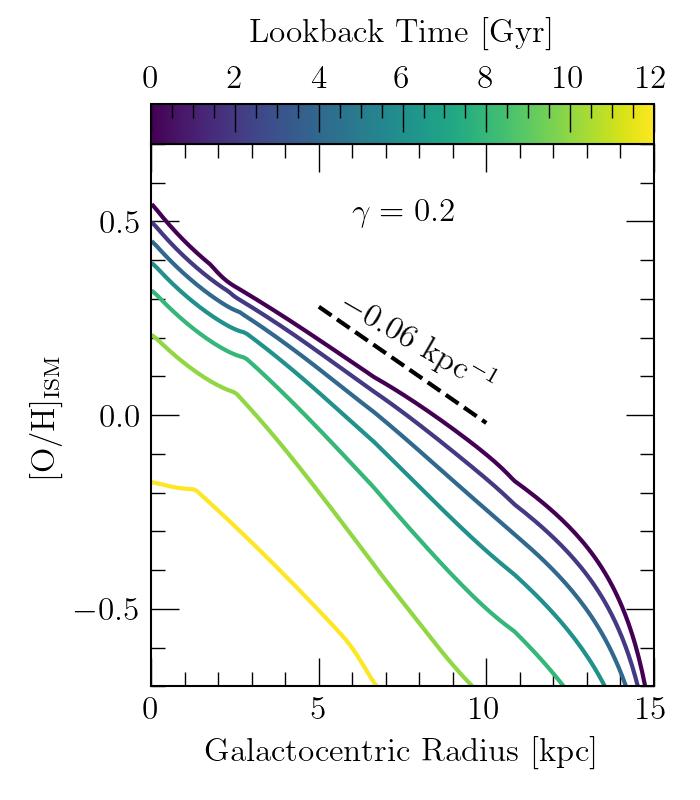 Lookback Time [Gyr]
0 2 4 6 8 10 12
γ = 0.2
0.5
−0.06 kpc⁻¹
[O/H]ISM
0.0
−0.5
0 5 10 15
Galactocentric Radius [kpc]